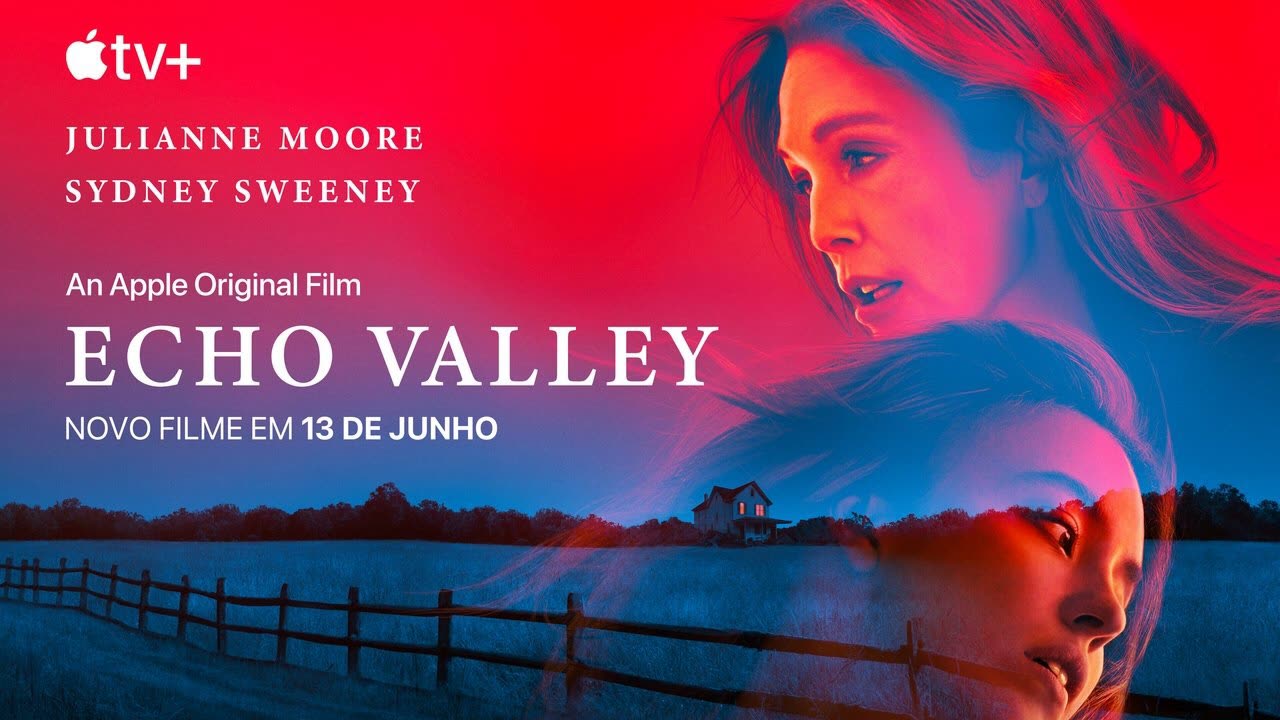 tv+
JULIANNE MOORE
SYDNEY SWEENEY
An Apple Original Film
ECHO VALLEY
NOVO FILME EM 13 DE JUNHO